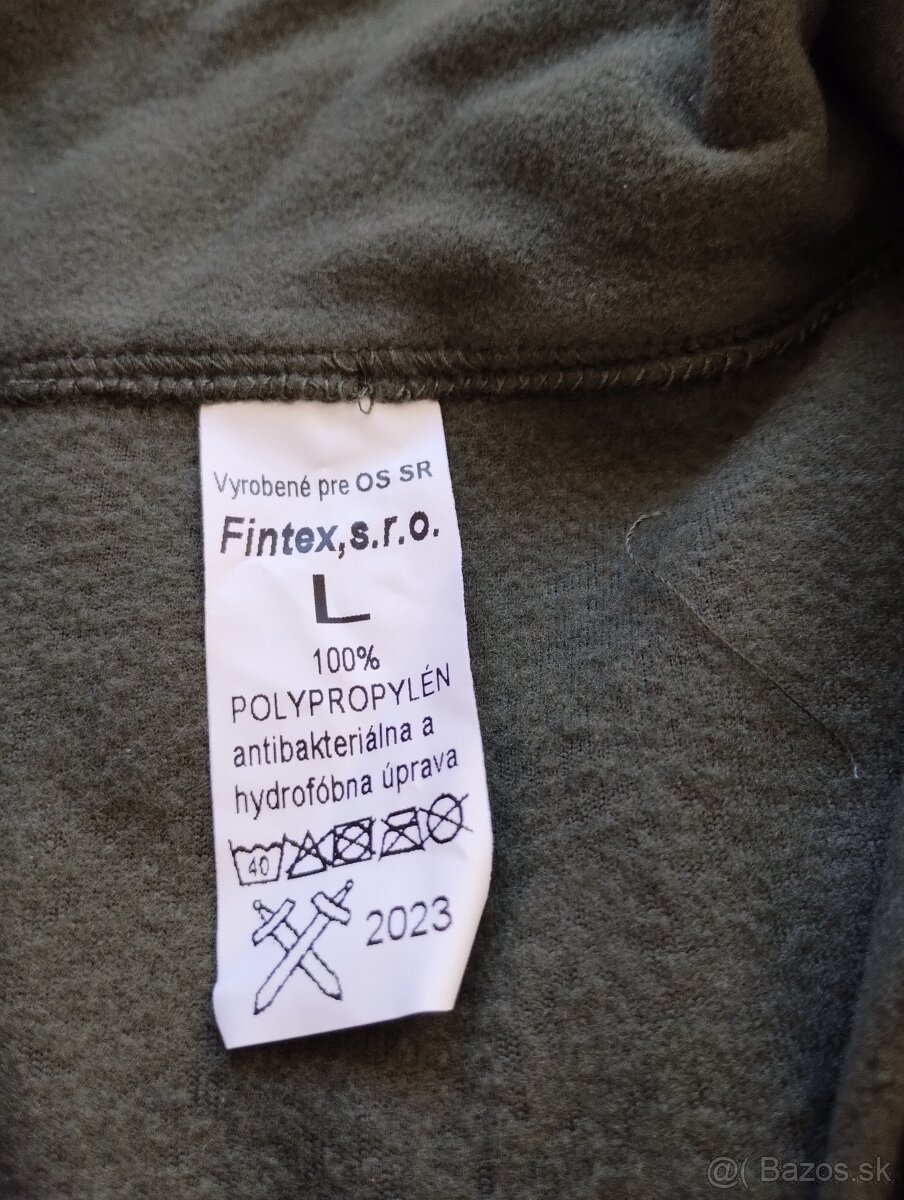 Vyrobené pre OS SR
Fintex,s.r.o.
L
100%
POLYPROPYLÉN
antibakteriálna a
hydrofóbna úprava
40
2023
@( Bazos.sk